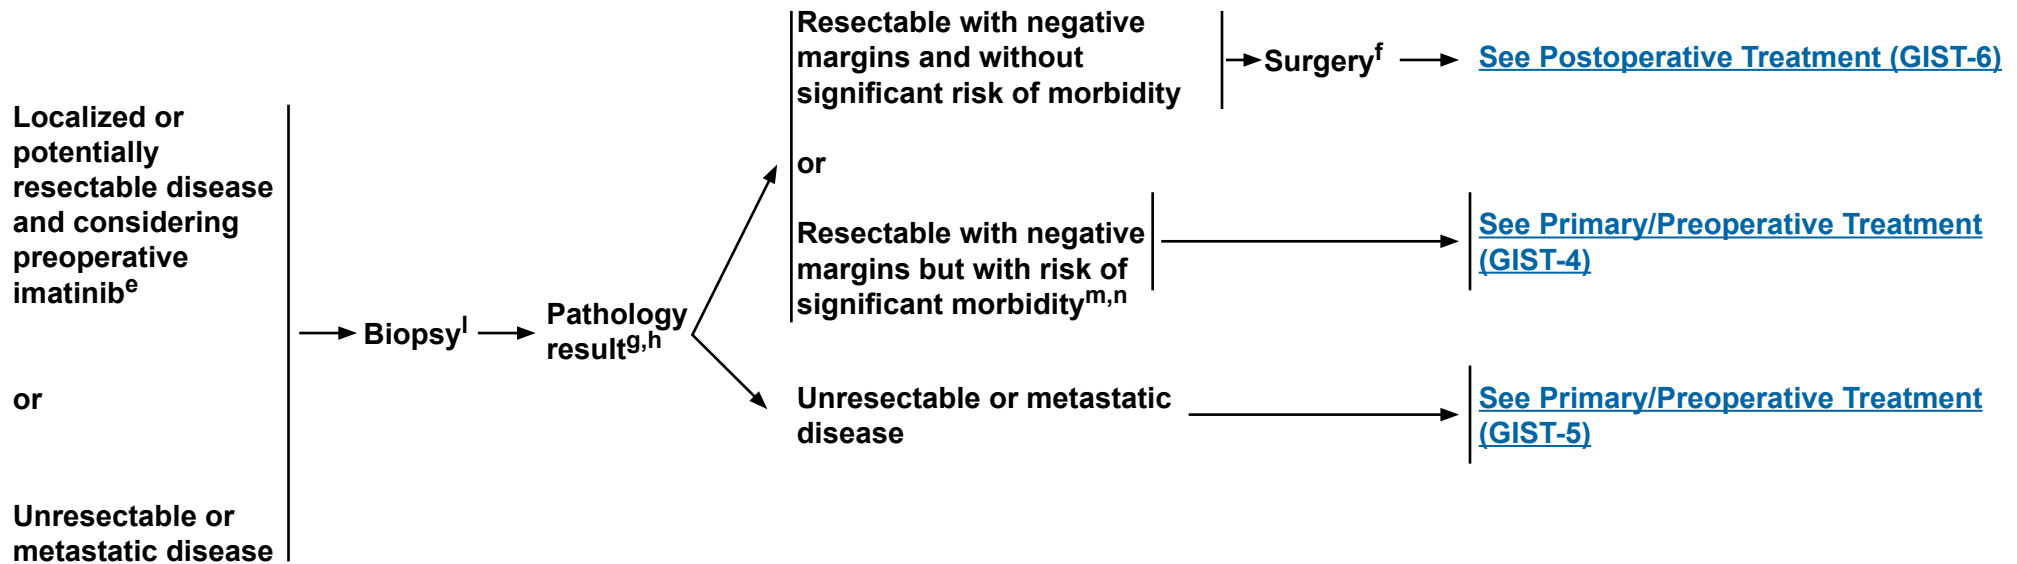 Localized or
potentially
resectable disease
and considering
preoperative
imatinibe
or
Unresectable or
metastatic disease
Biopsyl
Pathology
resultg,h
Resectable with negative
margins and without
significant risk of morbidity
or
Resectable with negative
margins but with risk of
significant morbiditym,n
Unresectable or metastatic
disease
Surgeryf
See Postoperative Treatment (GIST-6)
See Primary/Preoperative Treatment
(GIST-4)
See Primary/Preoperative Treatment
(GIST-5)